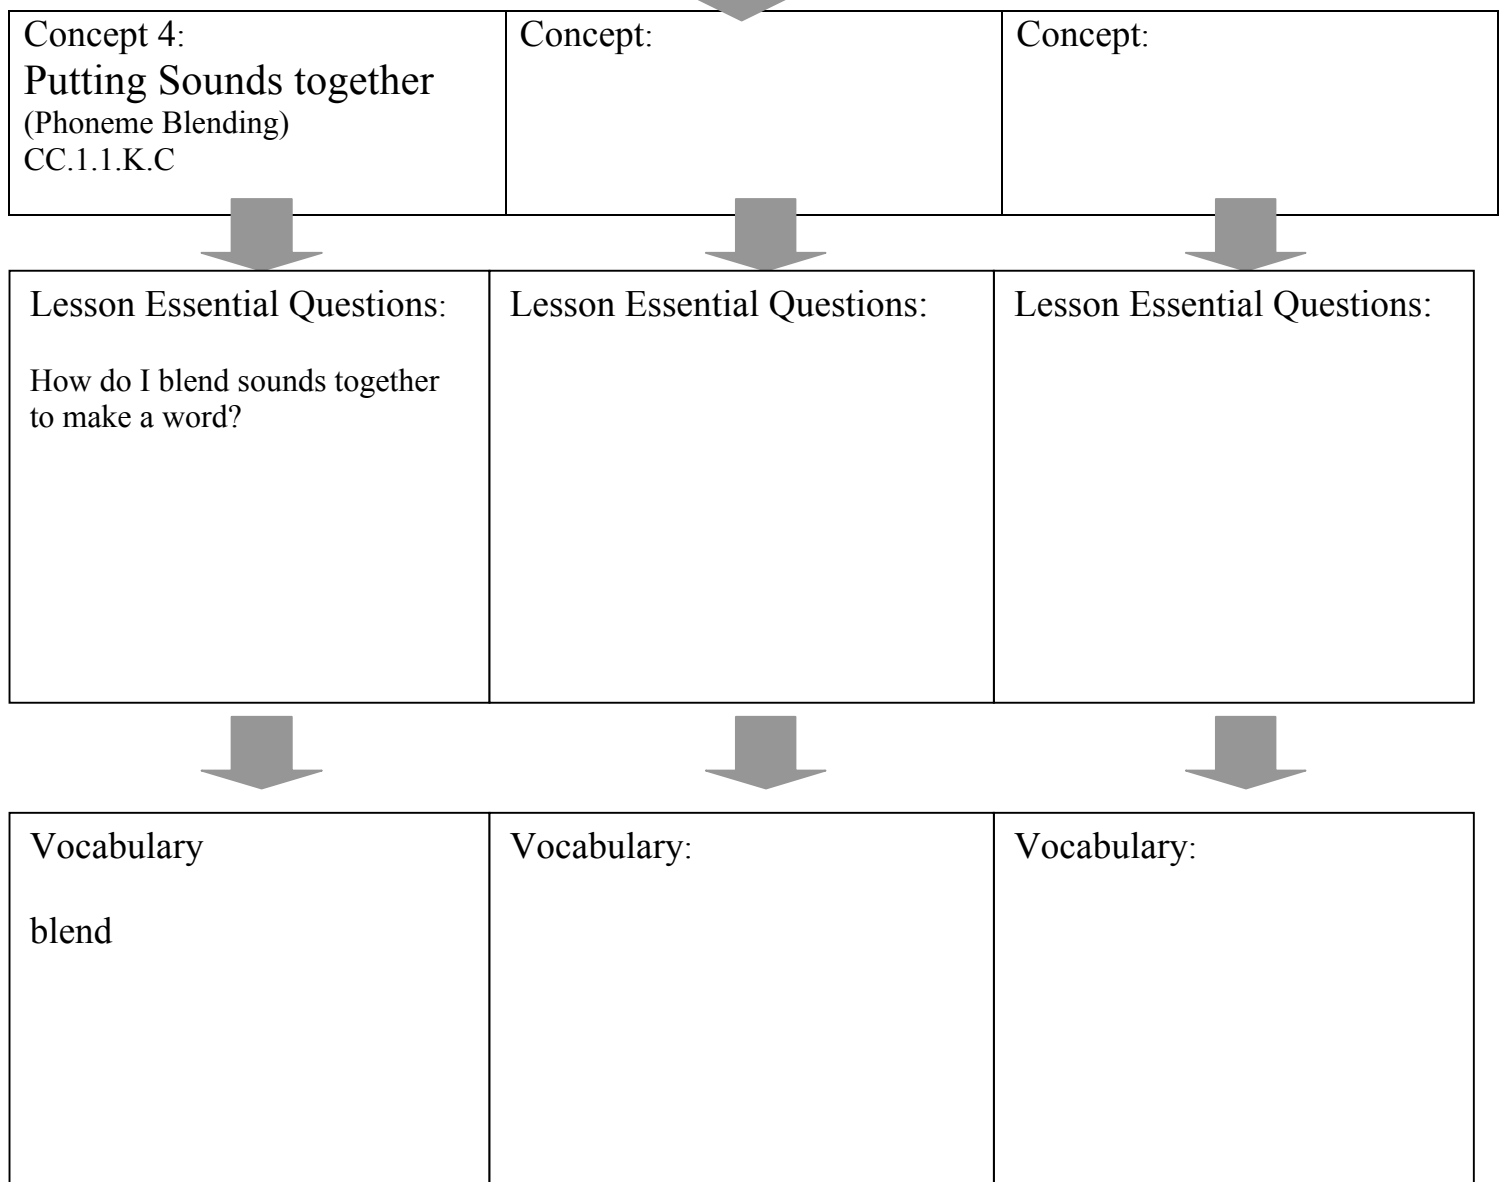 Concept 4:
Putting Sounds together
(Phoneme Blending)
CC.1.1.K.C
Concept:
Concept:
Lesson Essential Questions:
How do I blend sounds together
to make a word?
Lesson Essential Questions:
Lesson Essential Questions:
Vocabulary
blend
Vocabulary:
Vocabulary: